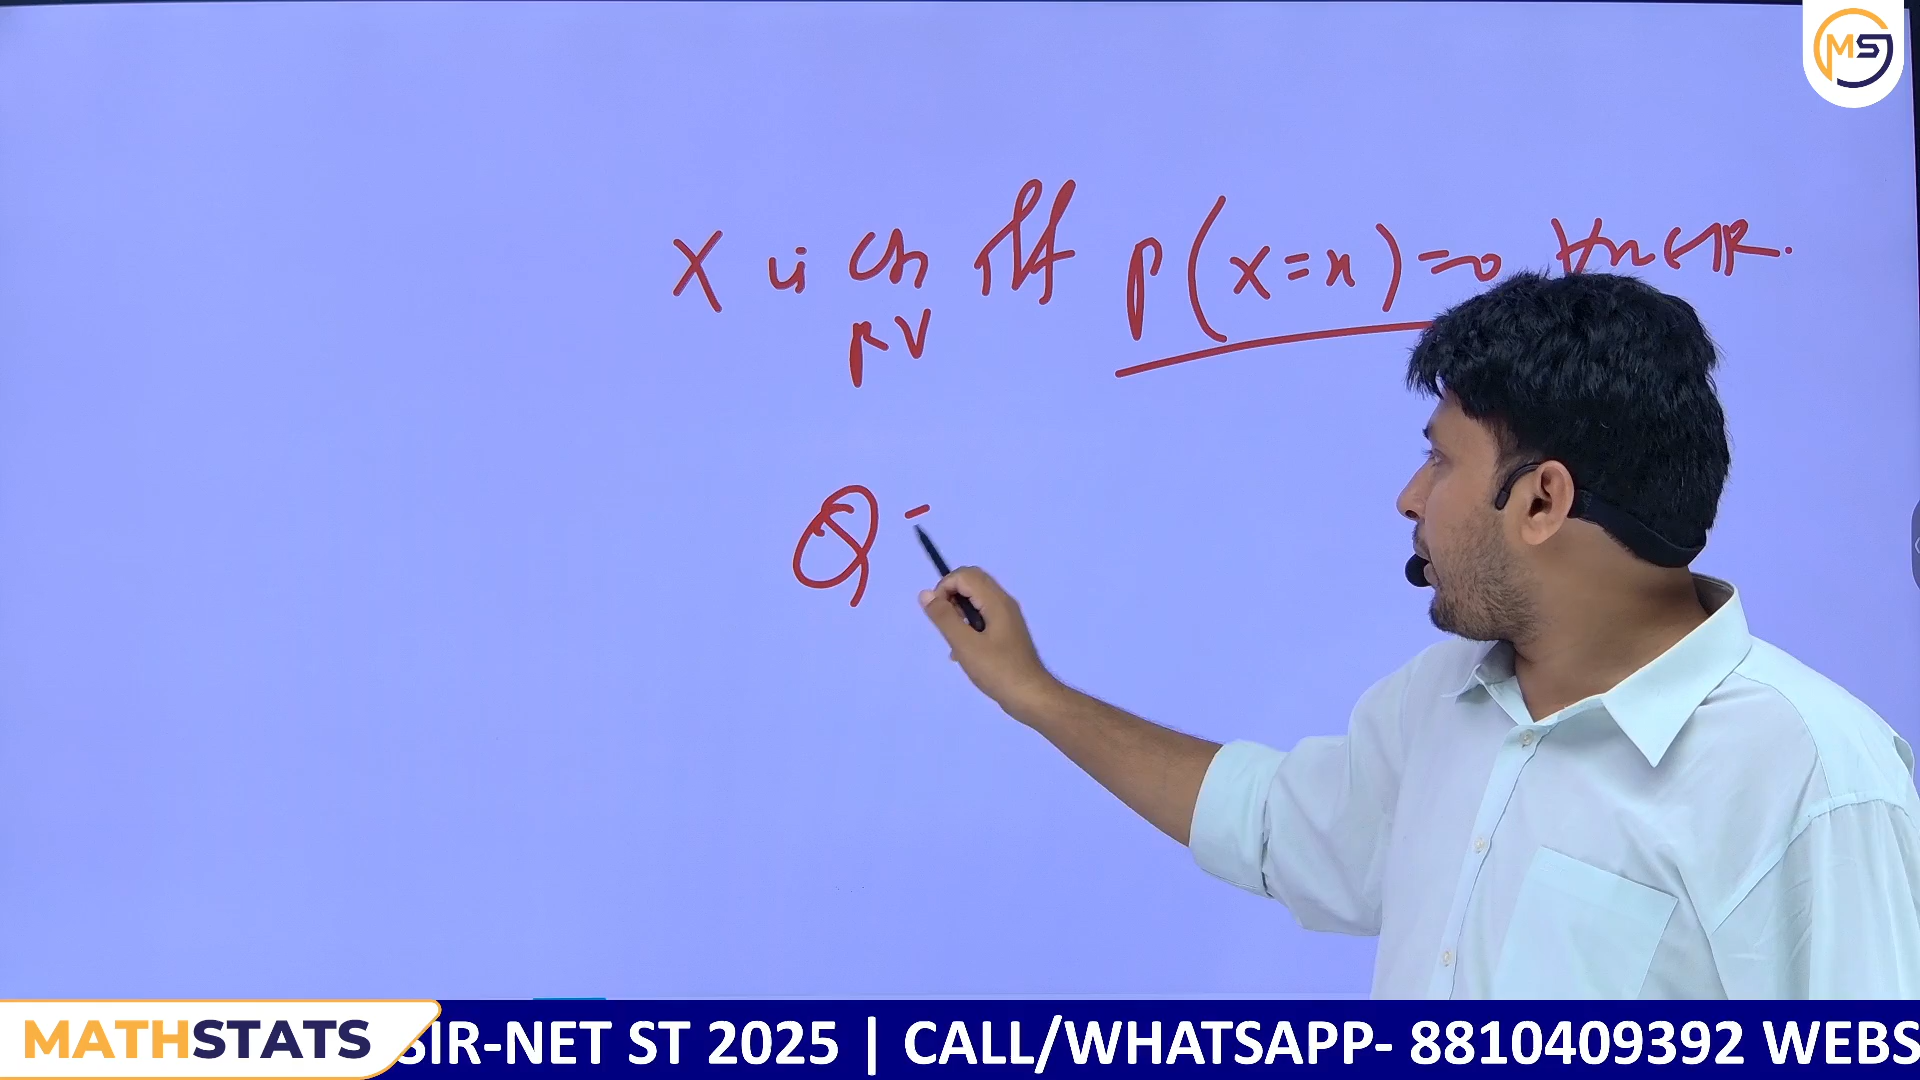 MS
X is cts iff P(X=x)=0 ∀x∈ℝ.
RV
Q-
MATHSTATS
SIR-NET ST 2025 | CALL/WHATSAPP- 8810409392 WEBS